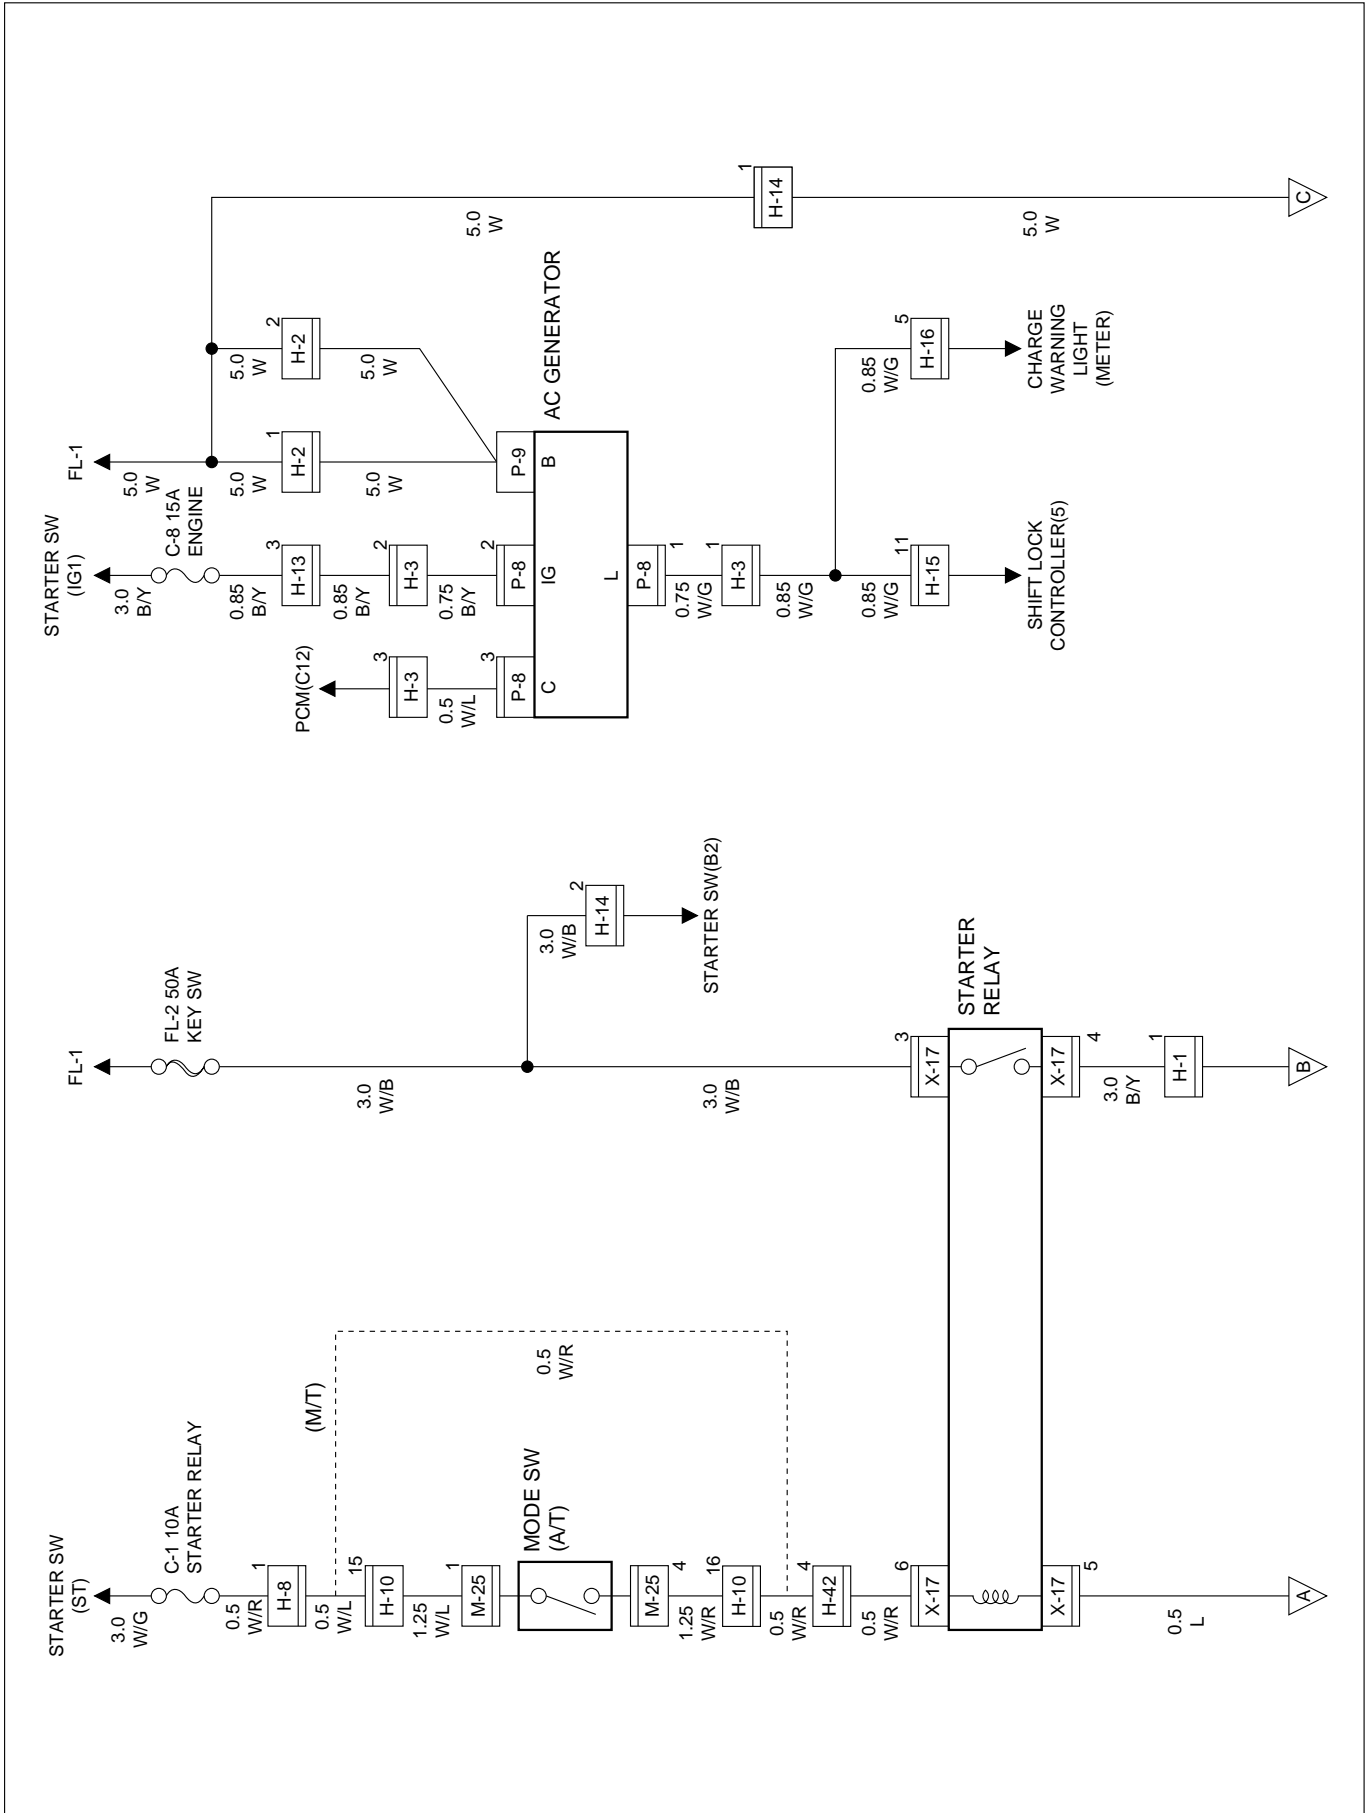 STARTER SW
(ST)
3.0
W/G
C-1 10A
STARTER RELAY
0.5
W/R
1
H-8
0.5
W/L
(M/T)
15
H-10
1.25
W/L
1
M-25
MODE SW
(A/T)
0.5
W/R
M-25
4
1.25
W/R
16
H-10
0.5
W/R
4
H-42
0.5
W/R
6
X-17
X-17
5
0.5
L
A
FL-1
FL-2 50A
KEY SW
3.0
W/B
3.0
W/B
2
H-14
STARTER SW(B2)
3.0
W/B
3
X-17
STARTER
RELAY
X-17
4
3.0
B/Y
1
H-1
B
PCM(C12)
3
H-3
0.5
W/L
3
P-8
C
STARTER SW
(IG1)
3.0
B/Y
C-8 15A
ENGINE
0.85
B/Y
3
H-13
0.85
B/Y
2
H-3
0.75
B/Y
2
P-8
IG
FL-1
5.0
W
5.0
W
1
H-2
5.0
W
P-9
B
5.0
W
2
H-2
5.0
W
AC GENERATOR
L
P-8
1
0.75
W/G
1
H-3
0.85
W/G
0.85
W/G
11
H-15
SHIFT LOCK
CONTROLLER(5)
0.85
W/G
5
H-16
CHARGE
WARNING
LIGHT
(METER)
5.0
W
1
H-14
5.0
W
C